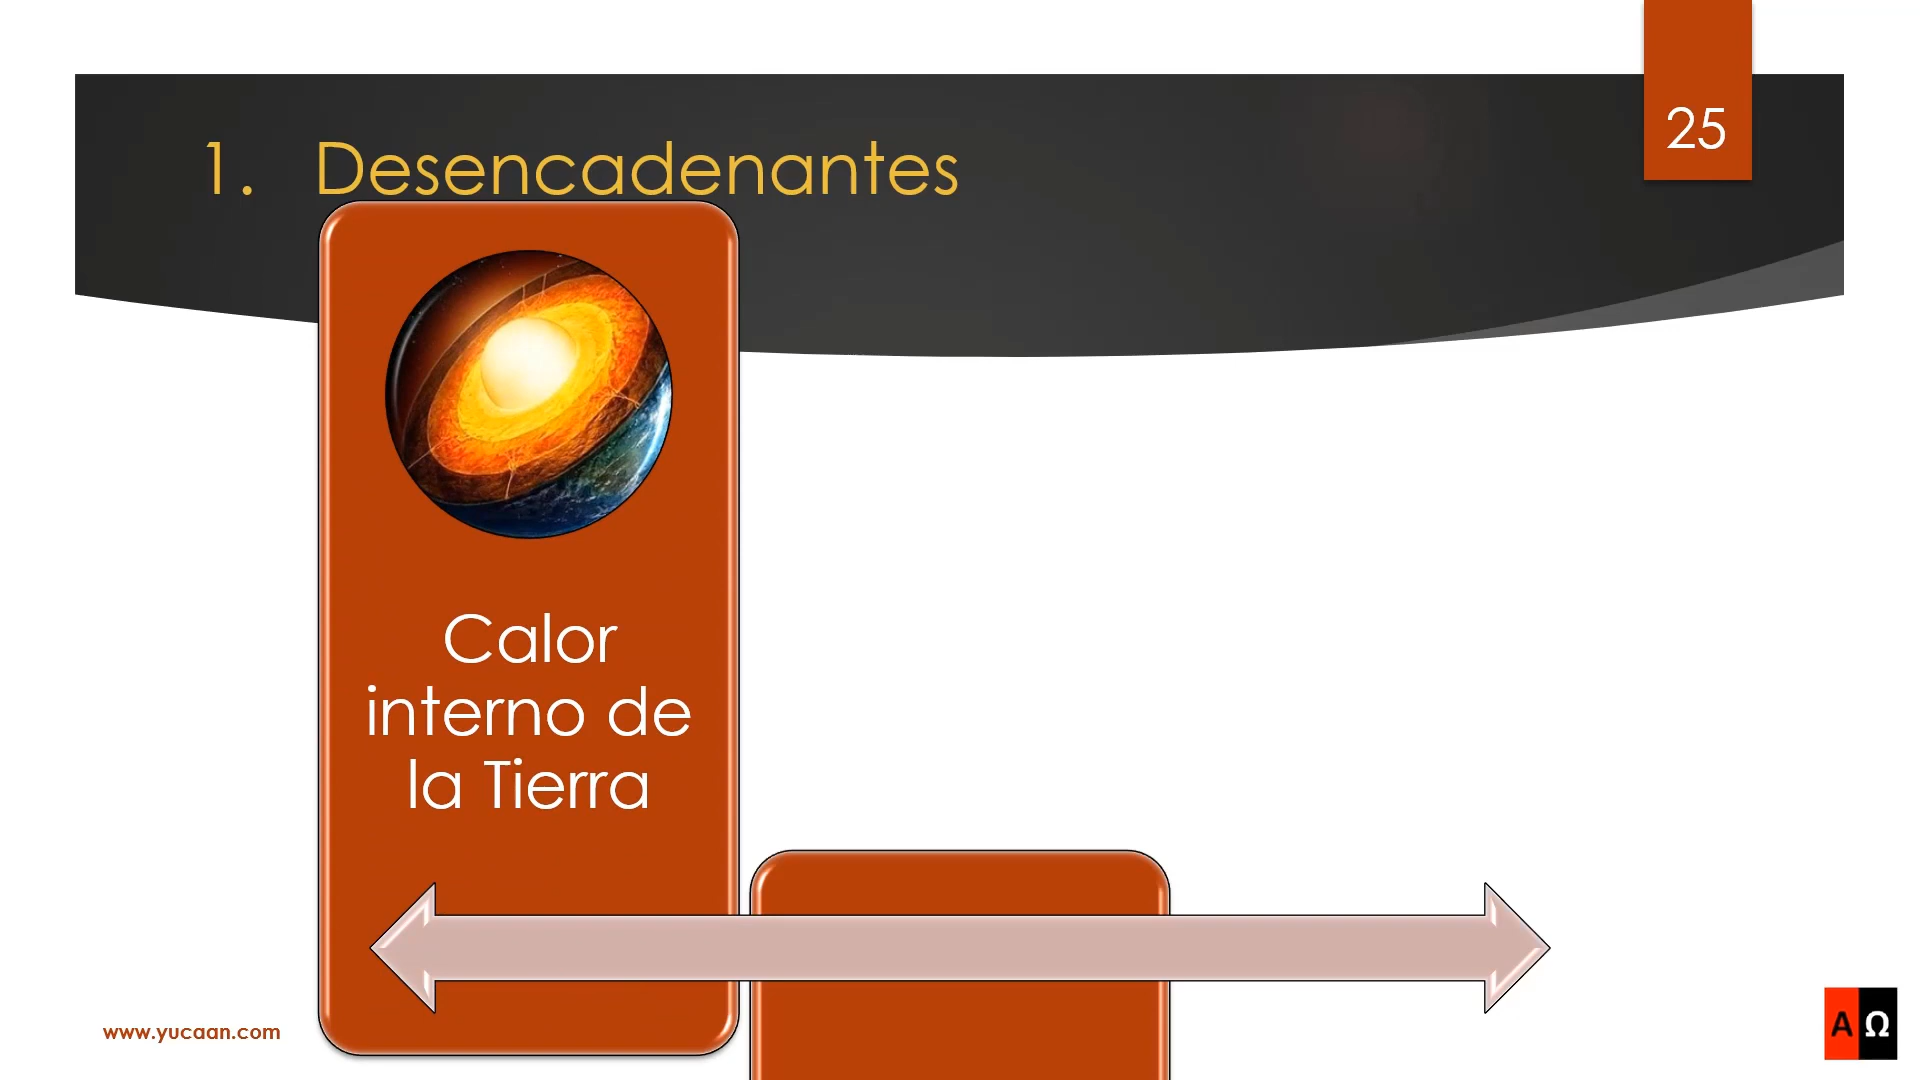 25
1. Desencadenantes
Calor
interno de
la Tierra
www.yucaan.com
A Ω